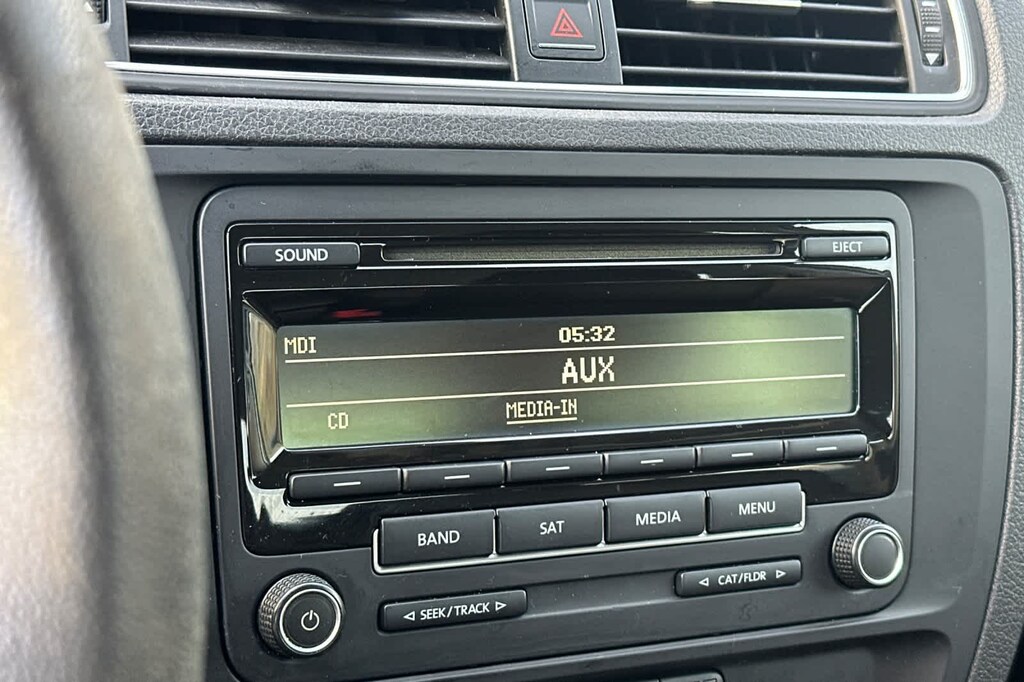 SOUND
EJECT
MDI 05:32
AUX
CD MEDIA-IN
BAND SAT MEDIA MENU
SEEK/TRACK CAT/FLDR